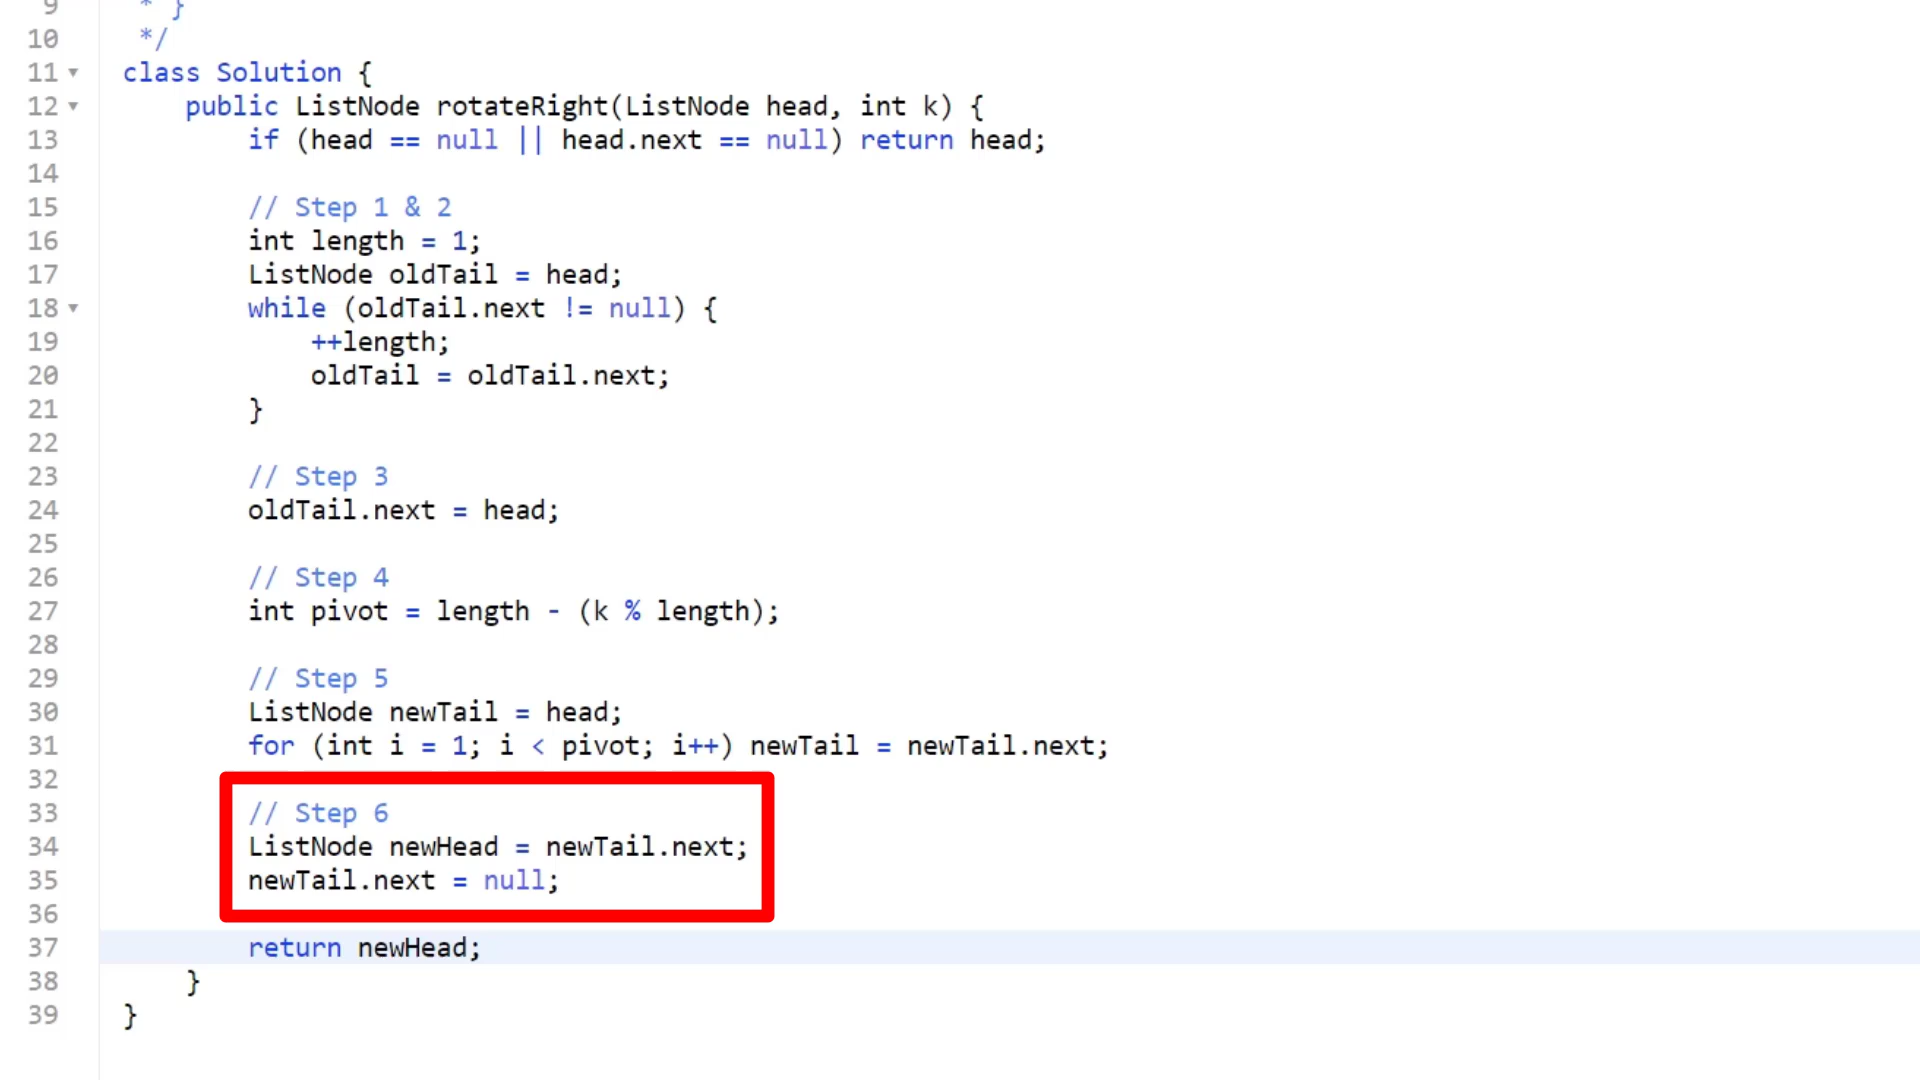 9 * }
10 */
11 class Solution {
12 public ListNode rotateRight(ListNode head, int k) {
13 if (head == null || head.next == null) return head;
14
15 // Step 1 & 2
16 int length = 1;
17 ListNode oldTail = head;
18 while (oldTail.next != null) {
19 ++length;
20 oldTail = oldTail.next;
21 }
22
23 // Step 3
24 oldTail.next = head;
25
26 // Step 4
27 int pivot = length - (k % length);
28
29 // Step 5
30 ListNode newTail = head;
31 for (int i = 1; i < pivot; i++) newTail = newTail.next;
32
33 // Step 6
34 ListNode newHead = newTail.next;
35 newTail.next = null;
36
37 return newHead;
38 }
39 }